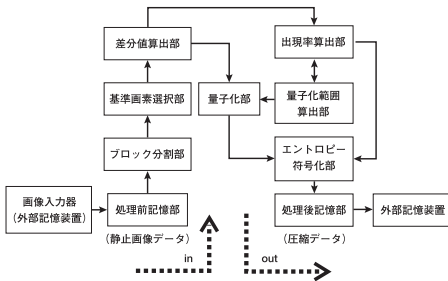 差分値算出部
出現率算出部
基準画素選択部
量子化部
量子化範囲
算出部
ブロック分割部
エントロピー
符号化部
画像入力器
(外部記憶装置)
処理前記憶部
処理後記憶部
外部記憶装置
(静止画像データ)
(圧縮データ)
in
out